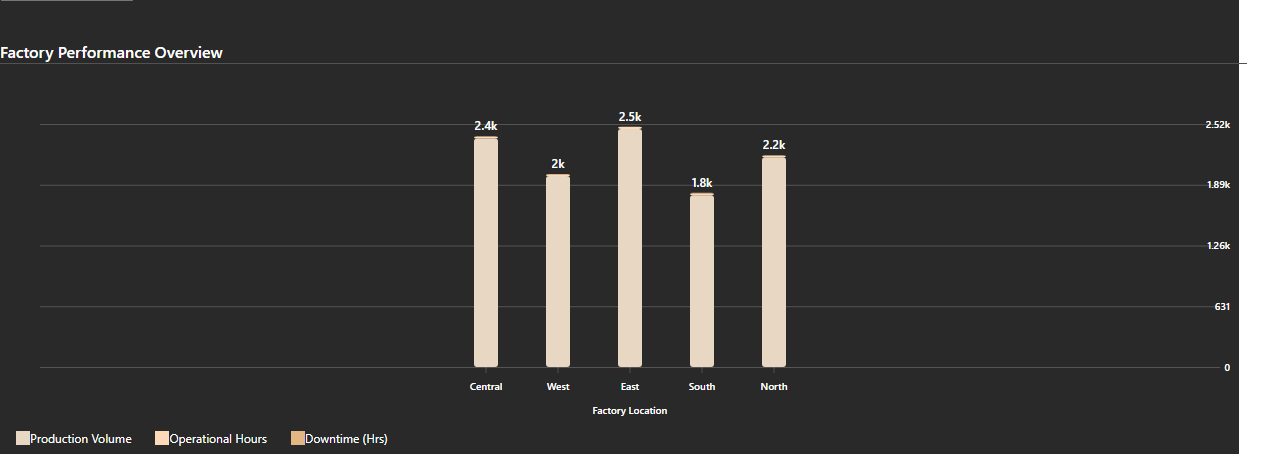 Factory Performance Overview
2.4k
2k
2.5k
1.8k
2.2k
2.52k
1.89k
1.26k
631
0
Central West East South North
Factory Location
Production Volume Operational Hours Downtime (Hrs)